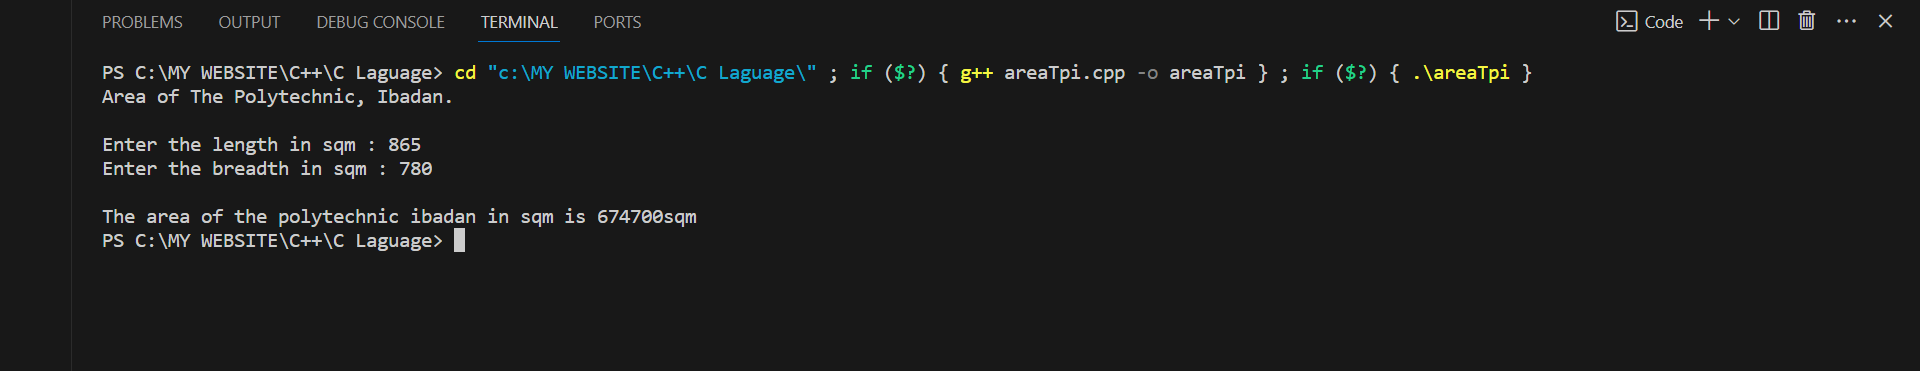 PROBLEMS OUTPUT DEBUG CONSOLE TERMINAL PORTS Code
PS C:\MY WEBSITE\C++\C Laguage> cd "c:\MY WEBSITE\C++\C Laguage\" ; if ($?) { g++ areaTpi.cpp -o areaTpi } ; if ($?) { .\areaTpi }
Area of The Polytechnic, Ibadan.
Enter the length in sqm : 865
Enter the breadth in sqm : 780
The area of the polytechnic ibadan in sqm is 674700sqm
PS C:\MY WEBSITE\C++\C Laguage>